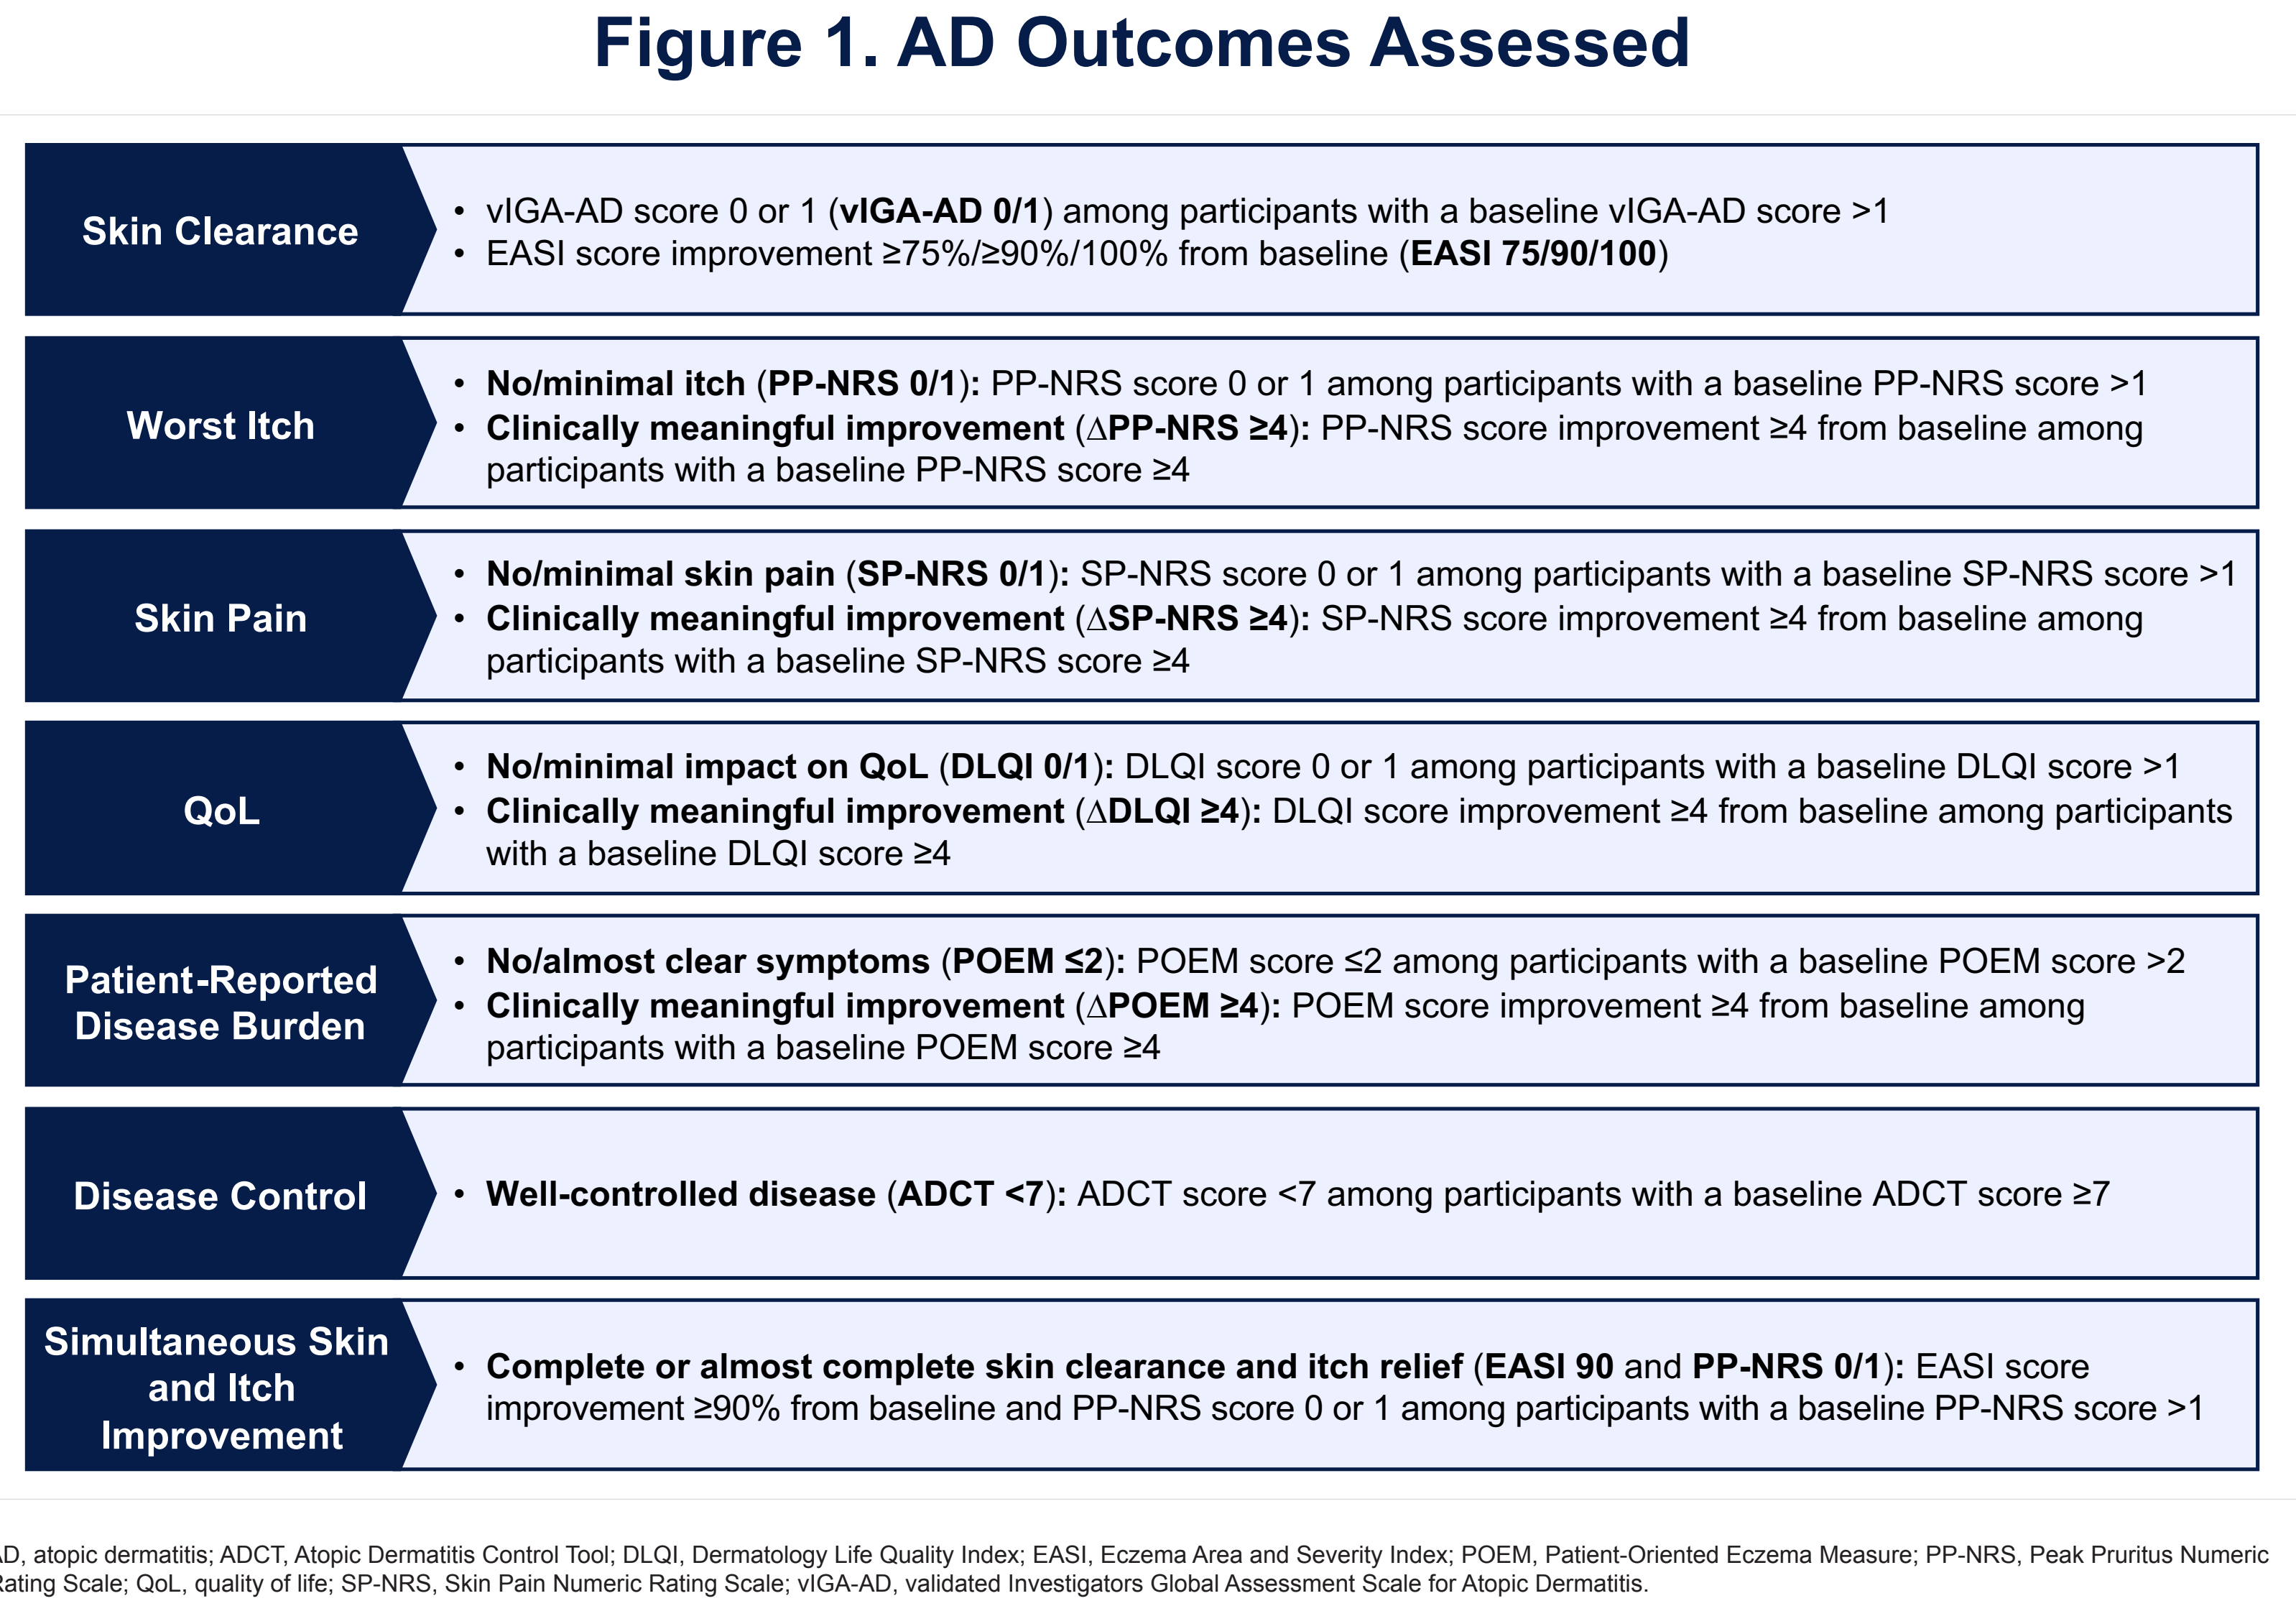 Figure 1. AD Outcomes Assessed
Skin Clearance
• vIGA-AD score 0 or 1 (vIGA-AD 0/1) among participants with a baseline vIGA-AD score >1
• EASI score improvement ≥75%/≥90%/100% from baseline (EASI 75/90/100)
Worst Itch
• No/minimal itch (PP-NRS 0/1): PP-NRS score 0 or 1 among participants with a baseline PP-NRS score >1
• Clinically meaningful improvement (∆PP-NRS ≥4): PP-NRS score improvement ≥4 from baseline among
participants with a baseline PP-NRS score ≥4
Skin Pain
• No/minimal skin pain (SP-NRS 0/1): SP-NRS score 0 or 1 among participants with a baseline SP-NRS score >1
• Clinically meaningful improvement (∆SP-NRS ≥4): SP-NRS score improvement ≥4 from baseline among
participants with a baseline SP-NRS score ≥4
QoL
• No/minimal impact on QoL (DLQI 0/1): DLQI score 0 or 1 among participants with a baseline DLQI score >1
• Clinically meaningful improvement (∆DLQI ≥4): DLQI score improvement ≥4 from baseline among participants
with a baseline DLQI score ≥4
Patient-Reported
Disease Burden
• No/almost clear symptoms (POEM ≤2): POEM score ≤2 among participants with a baseline POEM score >2
• Clinically meaningful improvement (∆POEM ≥4): POEM score improvement ≥4 from baseline among
participants with a baseline POEM score ≥4
Disease Control
• Well-controlled disease (ADCT <7): ADCT score <7 among participants with a baseline ADCT score ≥7
Simultaneous Skin
and Itch
Improvement
• Complete or almost complete skin clearance and itch relief (EASI 90 and PP-NRS 0/1): EASI score
improvement ≥90% from baseline and PP-NRS score 0 or 1 among participants with a baseline PP-NRS score >1
AD, atopic dermatitis; ADCT, Atopic Dermatitis Control Tool; DLQI, Dermatology Life Quality Index; EASI, Eczema Area and Severity Index; POEM, Patient-Oriented Eczema Measure; PP-NRS, Peak Pruritus Numeric
Rating Scale; QoL, quality of life; SP-NRS, Skin Pain Numeric Rating Scale; vIGA-AD, validated Investigators Global Assessment Scale for Atopic Dermatitis.